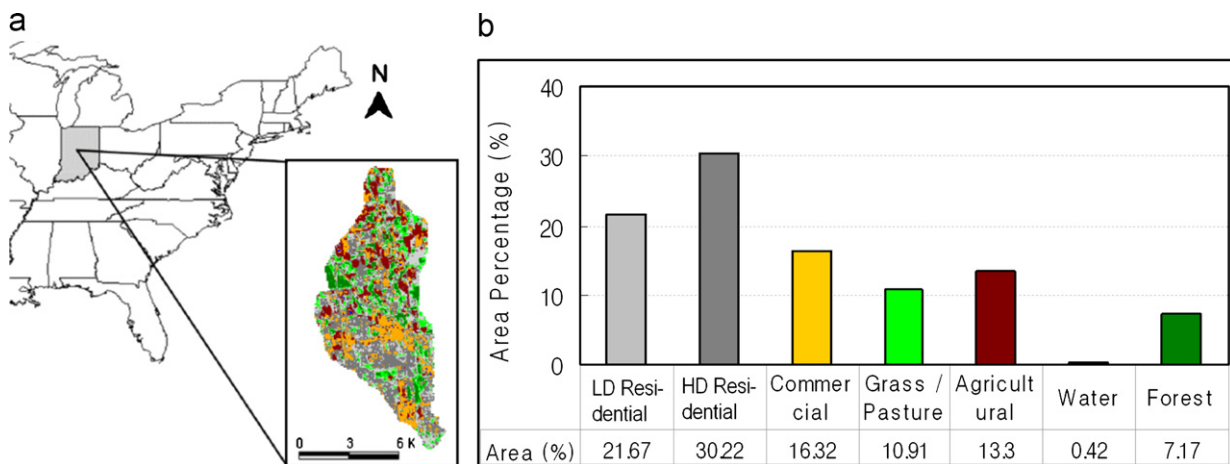 a
N
0 3 6 K
b
Area Percentage (%)
40
30
20
10
0
LD Resi-
dential
HD Resi-
dential
Commer
cial
Grass /
Pasture
Agricult
ural
Water
Forest
Area (%) 21.67 30.22 16.32 10.91 13.3 0.42 7.17